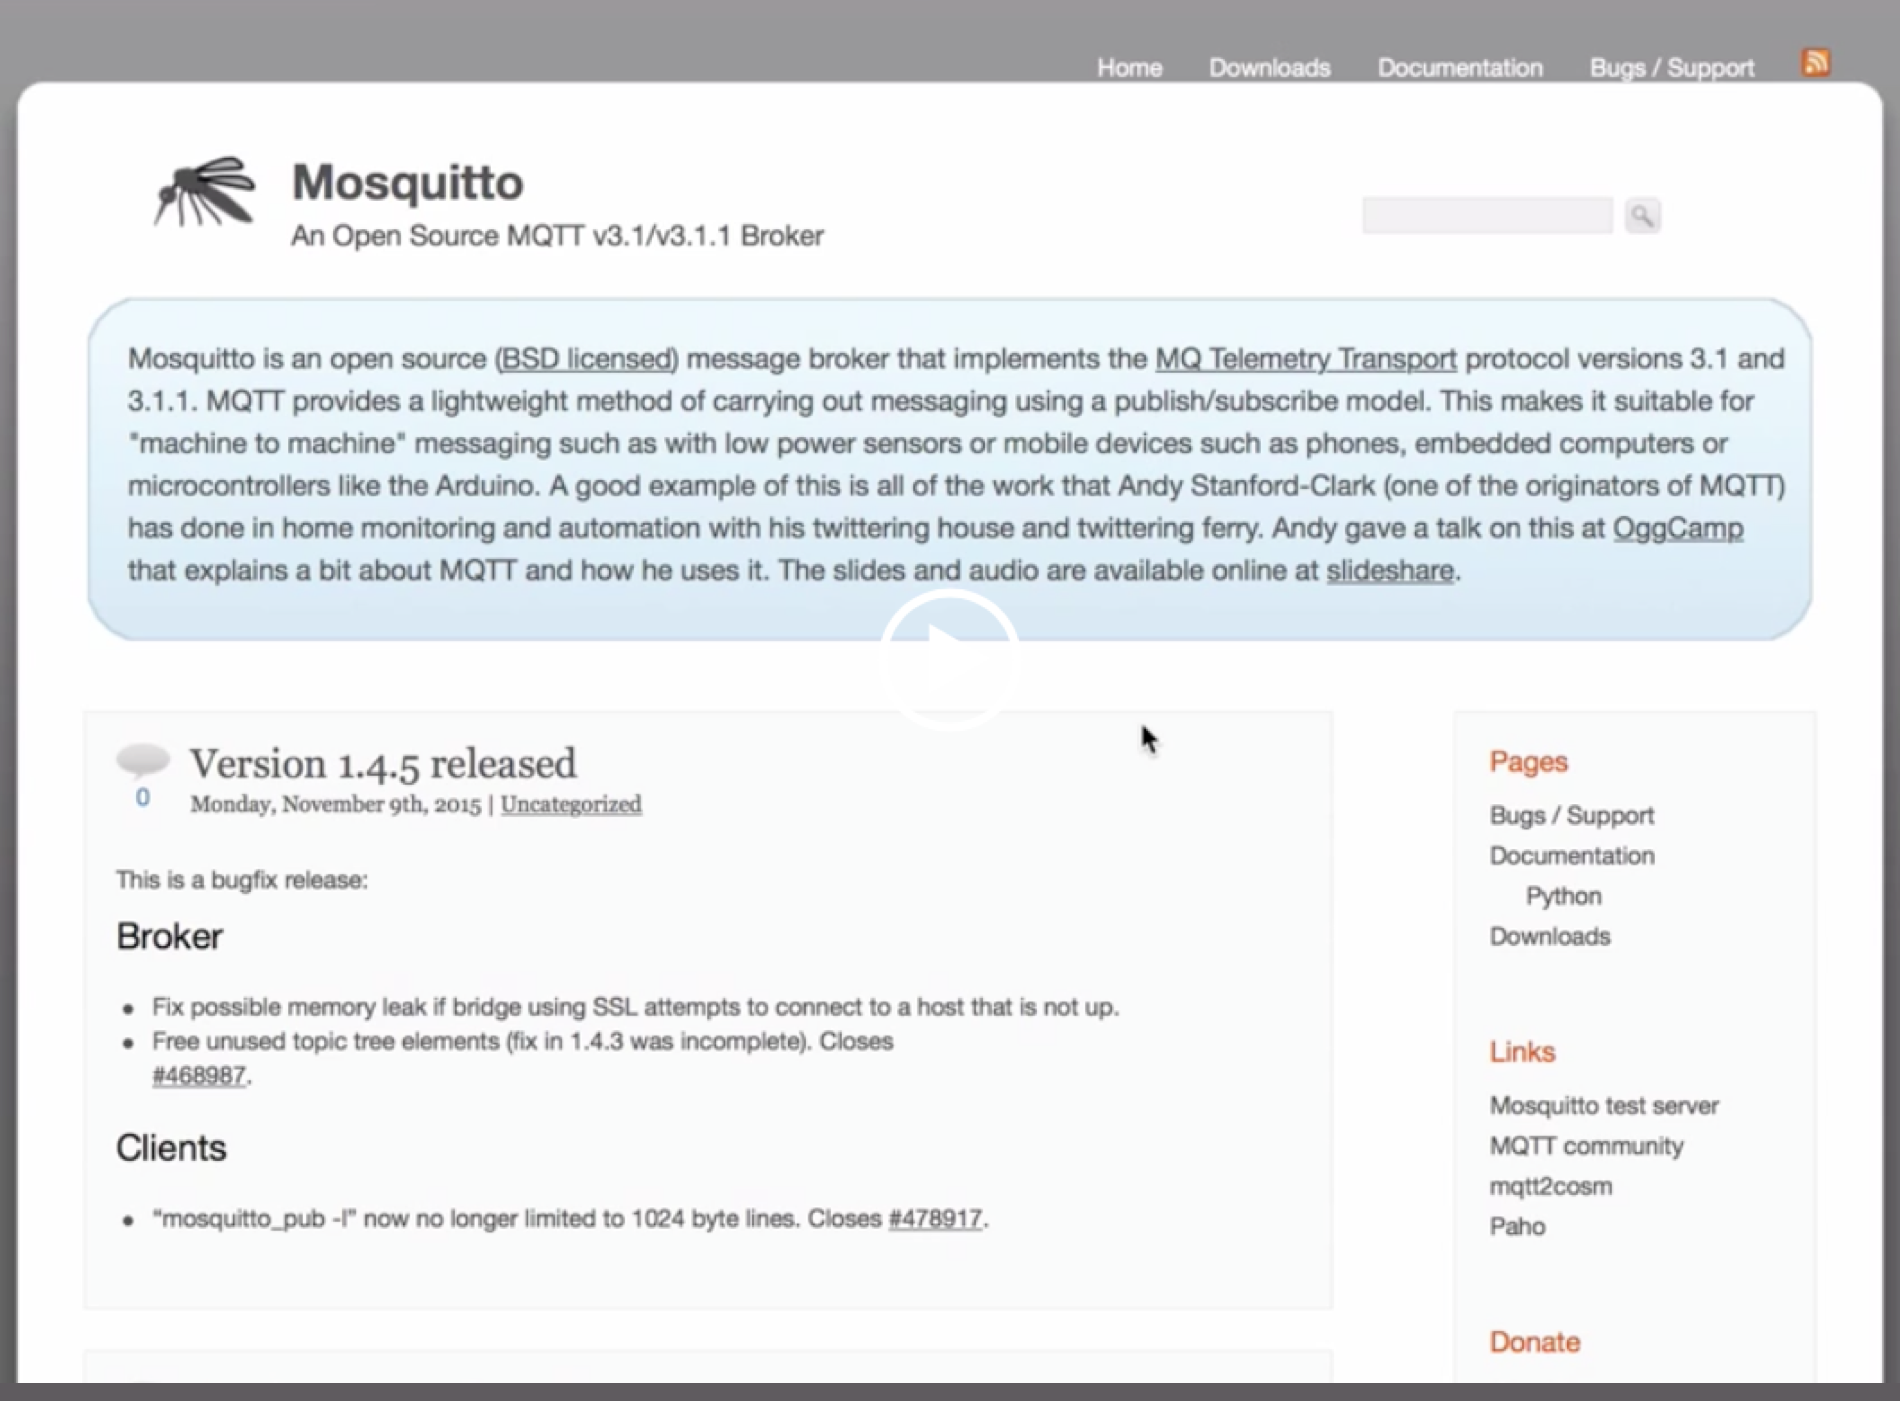 Home Downloads Documentation Bugs / Support
Mosquitto
An Open Source MQTT v3.1/v3.1.1 Broker
Mosquitto is an open source (BSD licensed) message broker that implements the MQ Telemetry Transport protocol versions 3.1 and
3.1.1. MQTT provides a lightweight method of carrying out messaging using a publish/subscribe model. This makes it suitable for
"machine to machine" messaging such as with low power sensors or mobile devices such as phones, embedded computers or
microcontrollers like the Arduino. A good example of this is all of the work that Andy Stanford-Clark (one of the originators of MQTT)
has done in home monitoring and automation with his twittering house and twittering ferry. Andy gave a talk on this at OggCamp
that explains a bit about MQTT and how he uses it. The slides and audio are available online at slideshare.
Version 1.4.5 released
0
Monday, November 9th, 2015 | Uncategorized
This is a bugfix release:
Broker
• Fix possible memory leak if bridge using SSL attempts to connect to a host that is not up.
• Free unused topic tree elements (fix in 1.4.3 was incomplete). Closes
#468987.
Clients
• "mosquitto_pub -l" now no longer limited to 1024 byte lines. Closes #478917.
Pages
Bugs / Support
Documentation
Python
Downloads
Links
Mosquitto test server
MQTT community
mqtt2cosm
Paho
Donate